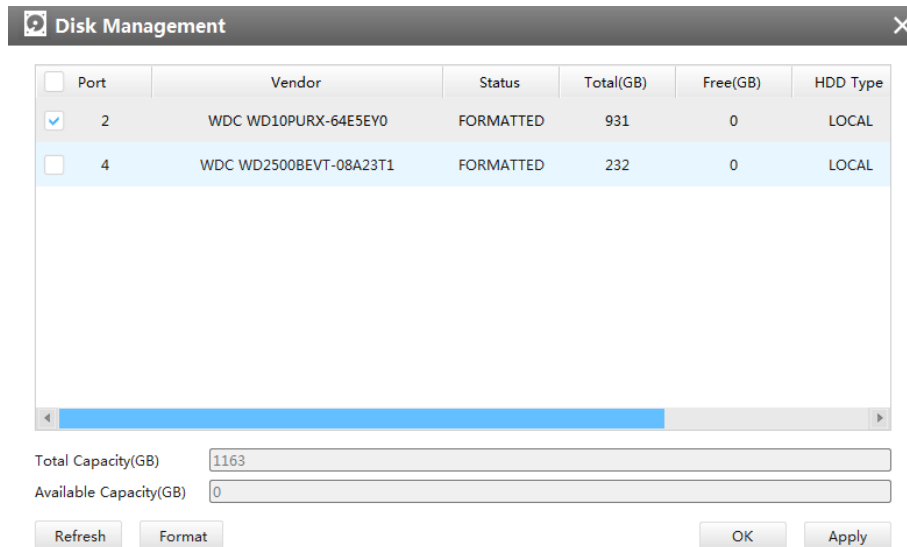 Disk Management
Port Vendor Status Total(GB) Free(GB) HDD Type
2 WDC WD10PURX-64E5EY0 FORMATTED 931 0 LOCAL
4 WDC WD2500BEVT-08A23T1 FORMATTED 232 0 LOCAL
Total Capacity(GB) 1163
Available Capacity(GB) 0
Refresh Format OK Apply